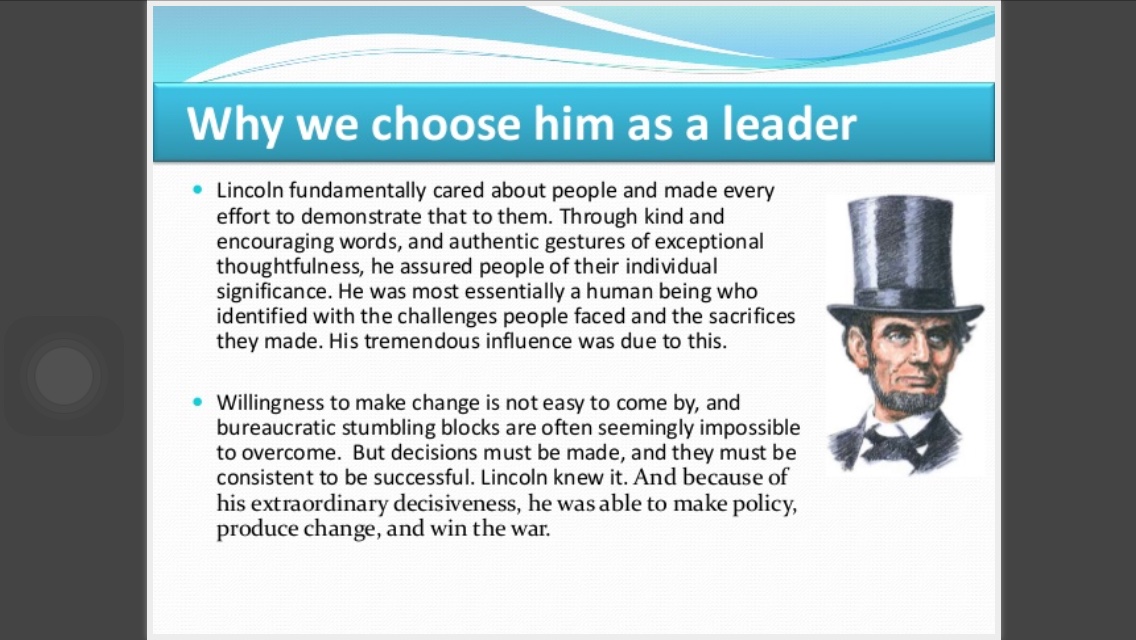 Why we choose him as a leader
Lincoln fundamentally cared about people and made every
effort to demonstrate that to them. Through kind and
encouraging words, and authentic gestures of exceptional
thoughtfulness, he assured people of their individual
significance. He was most essentially a human being who
identified with the challenges people faced and the sacrifices
they made. His tremendous influence was due to this.
Willingness to make change is not easy to come by, and
bureaucratic stumbling blocks are often seemingly impossible
to overcome.  But decisions must be made, and they must be
consistent to be successful. Lincoln knew it. And because of
his extraordinary decisiveness, he was able to make policy,
produce change, and win the war.